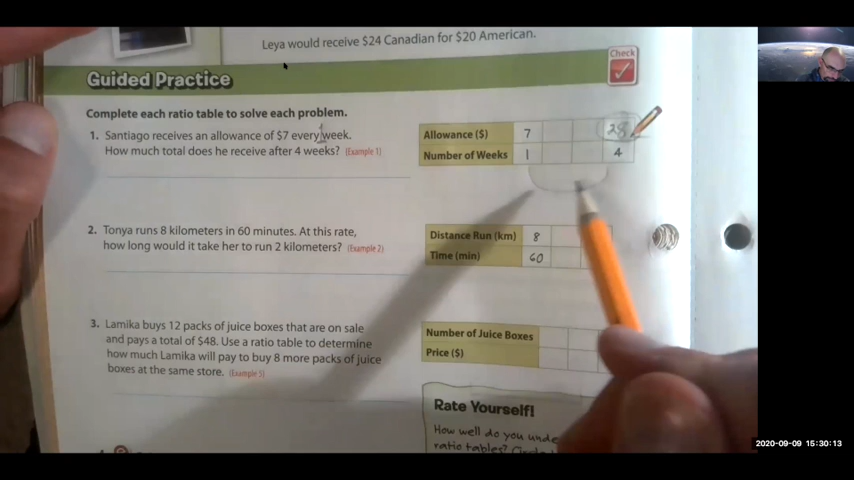 Leya would receive $24 Canadian for $20 American.
Guided Practice
Check
Complete each ratio table to solve each problem.
1. Santiago receives an allowance of $7 every week.
How much total does he receive after 4 weeks? (Example 1)
Allowance ($) 7 28
Number of Weeks 1 4
2. Tonya runs 8 kilometers in 60 minutes. At this rate,
how long would it take her to run 2 kilometers? (Example 2)
Distance Run (km) 8
Time (min) 60
3. Lamika buys 12 packs of juice boxes that are on sale
and pays a total of $48. Use a ratio table to determine
how much Lamika will pay to buy 8 more packs of juice
boxes at the same store. (Example 3)
Number of Juice Boxes
Price ($)
Rate Yourself!
How well do you
ratio tables?
2020-09-09 15:30:13